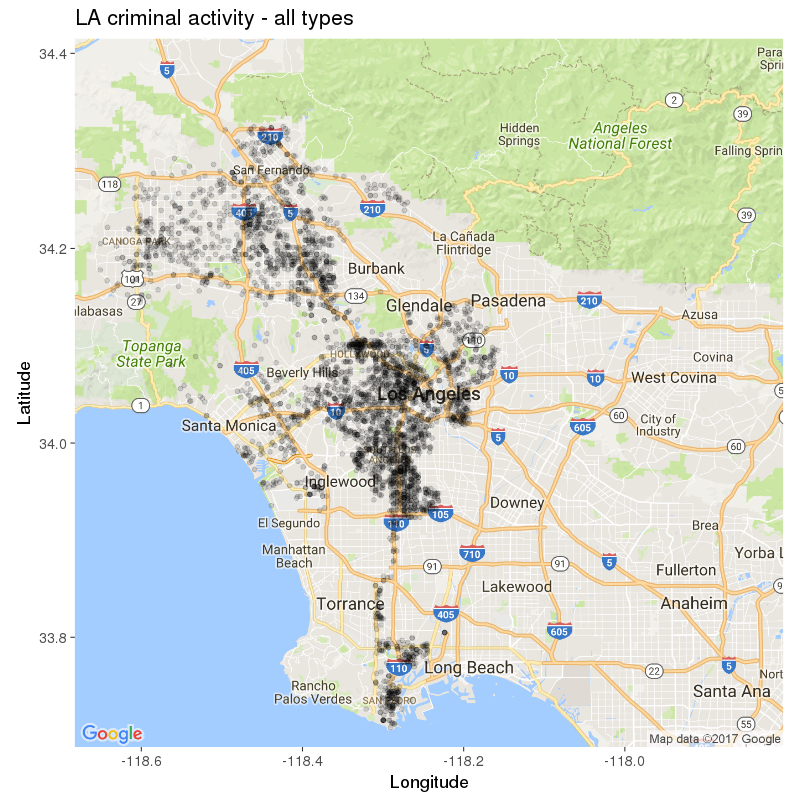 LA criminal activity - all types
34.4
5
Para
Sprin
2
39
Hidden
Springs
Angeles
National Forest
Falling Sprin
210
San Fernando
118
405
5
210
39
CANOGA PARK
La Cañada
Flintridge
34.2
101
Burbank
27
134
Glendale
Pasadena
210
alabasas
Azusa
Topanga
State Park
HOLLYWOOD
5
110
Covina
405
Beverly Hills
10
10
West Covina
5
Los Angeles
1
10
60
Santa Monica
City of
Industry
605
5
60
34.0
Inglewood
Downey
El Segundo
110
105
Brea
Manhattan
Beach
710
Yorba L
91
91
5
Fullerton
Lakewood
9
Torrance
405
Anaheim
605
33.8
110
Long Beach
22
5
Nort
Rancho
Palos Verdes
SAN PEDRO
Santa Ana
55
Google
Map data ©2017 Google
-118.6
-118.4
-118.2
-118.0
Longitude
Latitude